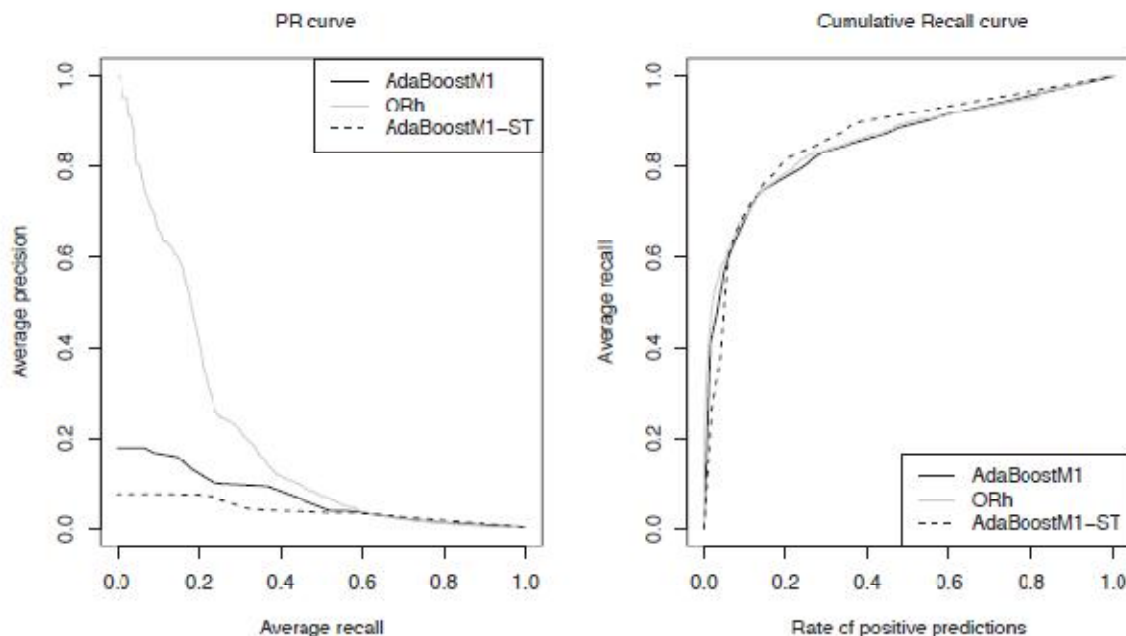 PR curve
Average precision
1.0
0.8
0.6
0.4
0.2
0.0
AdaBoostM1
ORh
AdaBoostM1-ST
0.0 0.2 0.4 0.6 0.8 1.0
Average recall
Cumulative Recall curve
Average recall
1.0
0.8
0.6
0.4
0.2
0.0
AdaBoostM1
ORh
AdaBoostM1-ST
0.0 0.2 0.4 0.6 0.8 1.0
Rate of positive predictions